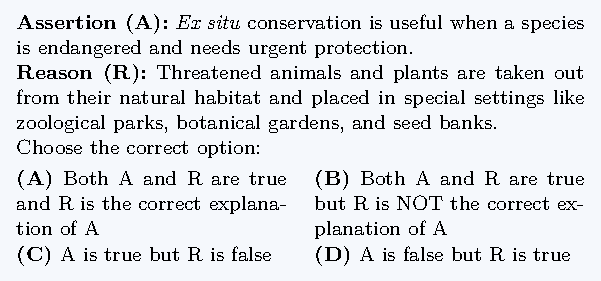 Assertion (A): Ex situ conservation is useful when a species
is endangered and needs urgent protection.
Reason (R): Threatened animals and plants are taken out
from their natural habitat and placed in special settings like
zoological parks, botanical gardens, and seed banks.
Choose the correct option:
(A) Both A and R are true
and R is the correct explana-
tion of A
(B) Both A and R are true
but R is NOT the correct ex-
planation of A
(C) A is true but R is false
(D) A is false but R is true